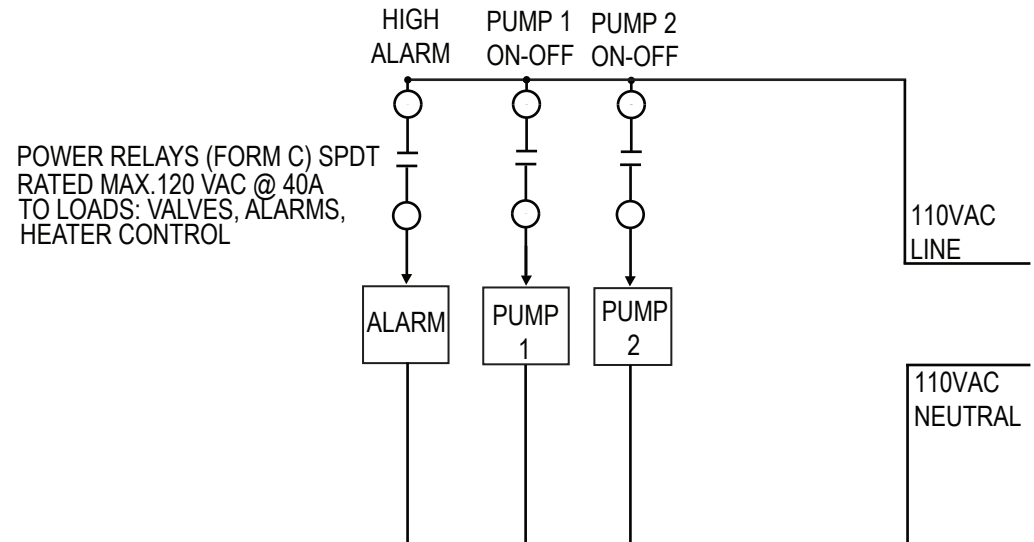 HIGH
ALARM
PUMP 1
ON-OFF
PUMP 2
ON-OFF
POWER RELAYS (FORM C) SPDT
RATED MAX.120 VAC @ 40A
TO LOADS: VALVES, ALARMS,
HEATER CONTROL
110VAC
LINE
ALARM
PUMP
1
PUMP
2
110VAC
NEUTRAL